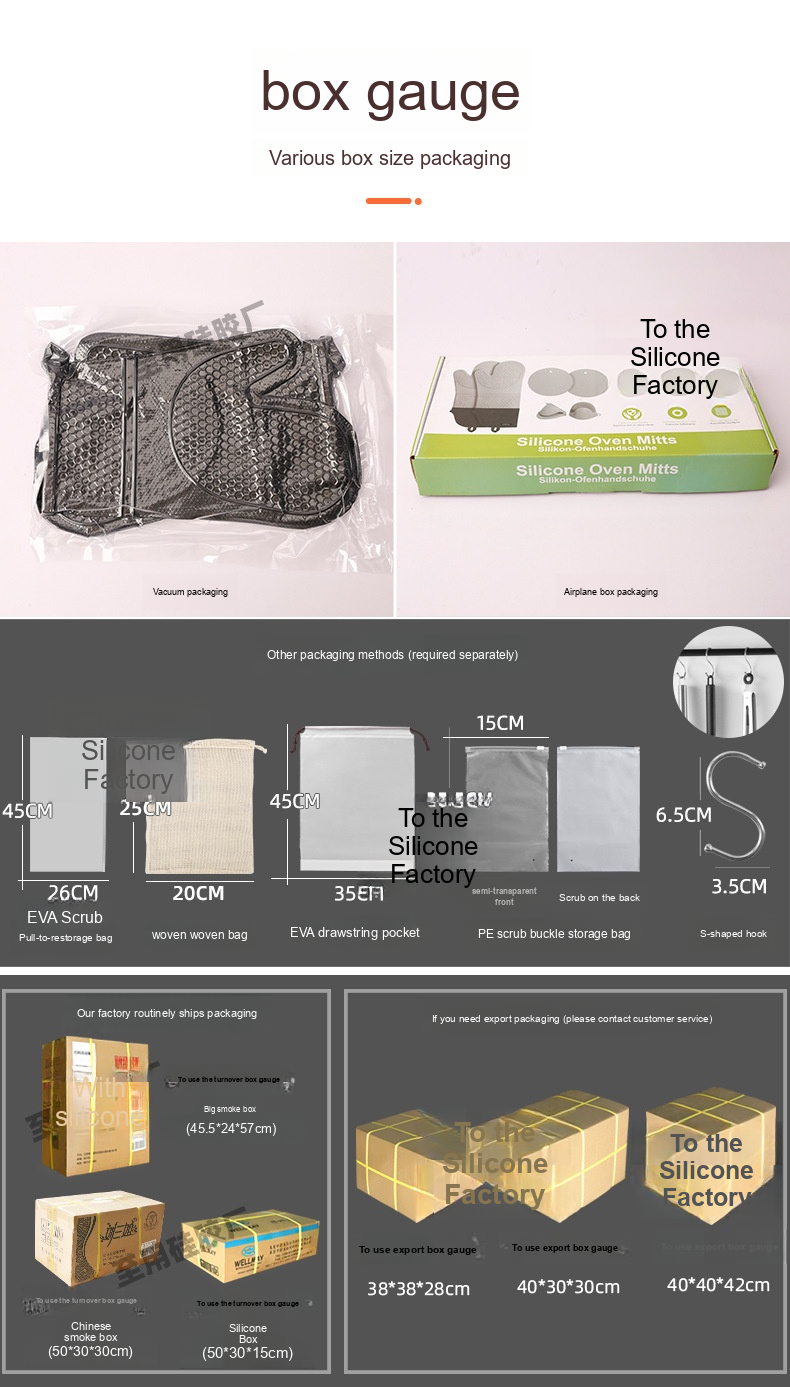 box gauge
Various box size packaging
硅胶厂
To the
Silicone
Factory
Silicone Oven Mitts
Silikon-Ofenhandschuhe
Silicone Oven Mitts
Silikon-Ofenhandschuhe
Vacuum packaging
Airplane box packaging
Other packaging methods (required separately)
15CM
Silicone
Factory
45CM
25CM
45CM
To the
Silicone
Factory
6.5CM
26CM
20CM
35CM
semi-transparent
front
Scrub on the back
3.5CM
EVA Scrub
Pull-to-restorage bag
woven woven bag
EVA drawstring pocket
PE scrub buckle storage bag
S-shaped hook
Our factory routinely ships packaging
If you need export packaging (please contact customer service)
With
silicone
To use the turnover box gauge
Big smoke box
(45.5*24*57cm)
To the
Silicone
Factory
To the
Silicone
Factory
WELLMAY
To use export box gauge
To use export box gauge
To use export box gauge
38*38*28cm
40*30*30cm
40*40*42cm
To use the turnover box gauge
To use the turnover box gauge
Chinese
smoke box
(50*30*30cm)
Silicone
Box
(50*30*15cm)